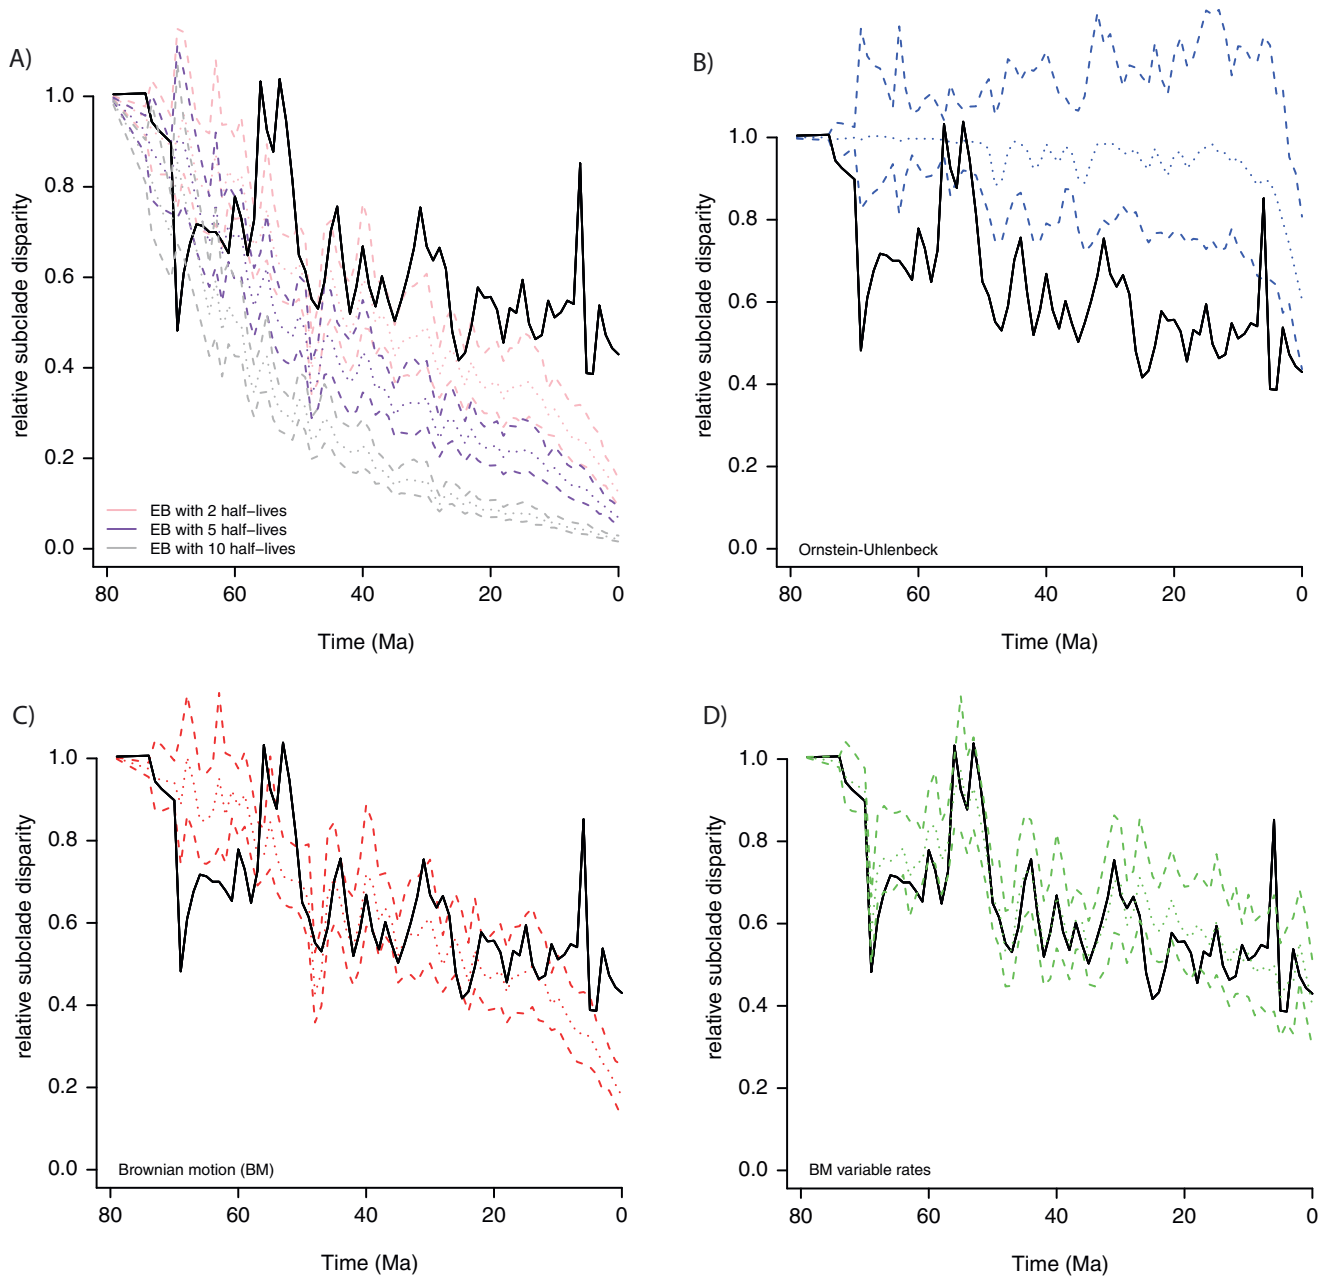 A)
relative subclade disparity
1.0
0.8
0.6
0.4
0.2
0.0
EB with 2 half−lives
EB with 5 half−lives
EB with 10 half−lives
80 60 40 20 0
Time (Ma)
B)
relative subclade disparity
1.0
0.8
0.6
0.4
0.2
0.0
Ornstein-Uhlenbeck
80 60 40 20 0
Time (Ma)
C)
relative subclade disparity
1.0
0.8
0.6
0.4
0.2
0.0
Brownian motion (BM)
80 60 40 20 0
Time (Ma)
D)
relative subclade disparity
1.0
0.8
0.6
0.4
0.2
0.0
BM variable rates
80 60 40 20 0
Time (Ma)